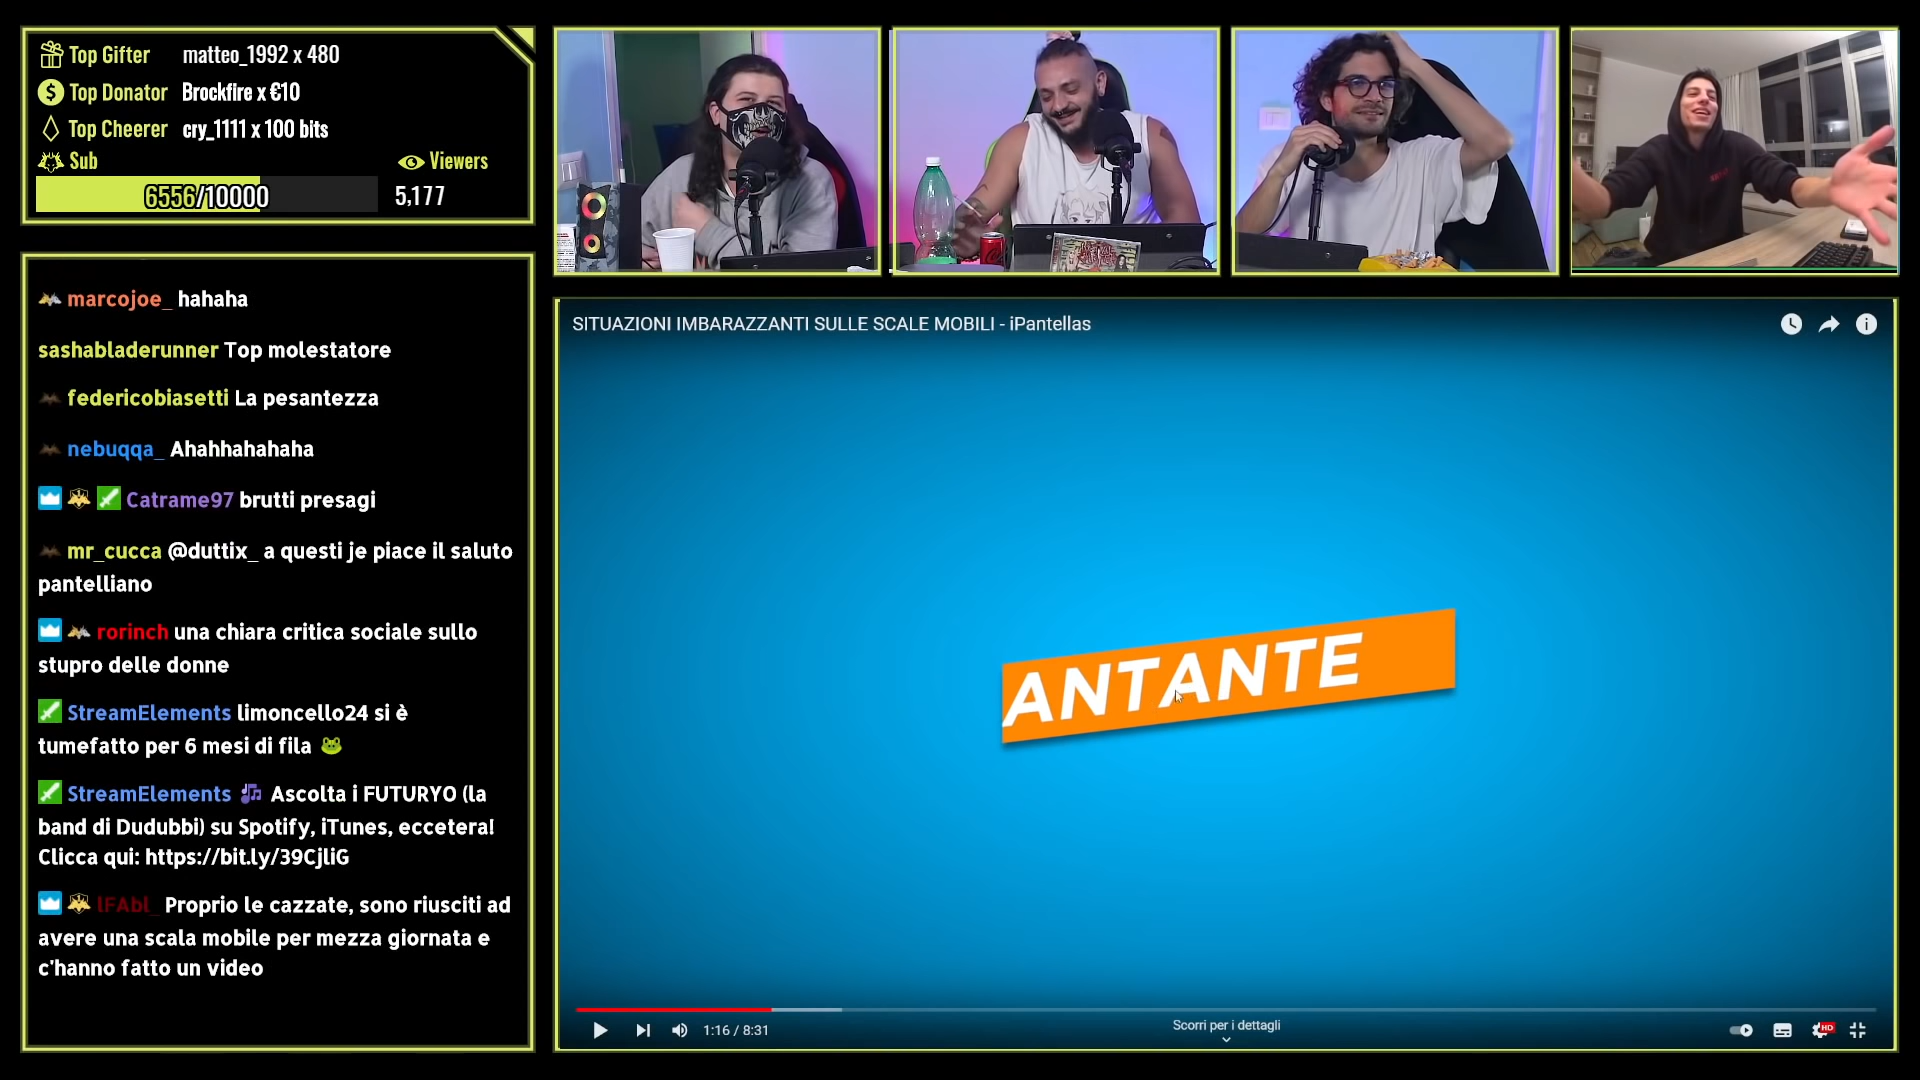 Top Gifter matteo_1992 x 480
Top Donator Brockfire x €10
Top Cheerer cry_1111 x 100 bits
Sub Viewers
6556/10000 5,177
marcojoe_ hahaha
sashabladerunner Top molestatore
federicobiasetti La pesantezza
nebuqqa_ Ahahhahahaha
Catrame97 brutti presagi
mr_cucca @duttix_ a questi je piace il saluto
pantelliano
rorinch una chiara critica sociale sullo
stupro delle donne
StreamElements limoncello24 si è
tumefatto per 6 mesi di fila
StreamElements Ascolta i FUTURYO (la
band di Dudubbi) su Spotify, iTunes, eccetera!
Clicca qui: https://bit.ly/39CjliG
lFAbl_ Proprio le cazzate, sono riusciti ad
avere una scala mobile per mezza giornata e
c'hanno fatto un video
SITUAZIONI IMBARAZZANTI SULLE SCALE MOBILI - iPantellas
ANTANTE
1:16 / 8:31
Scorri per i dettagli
HD